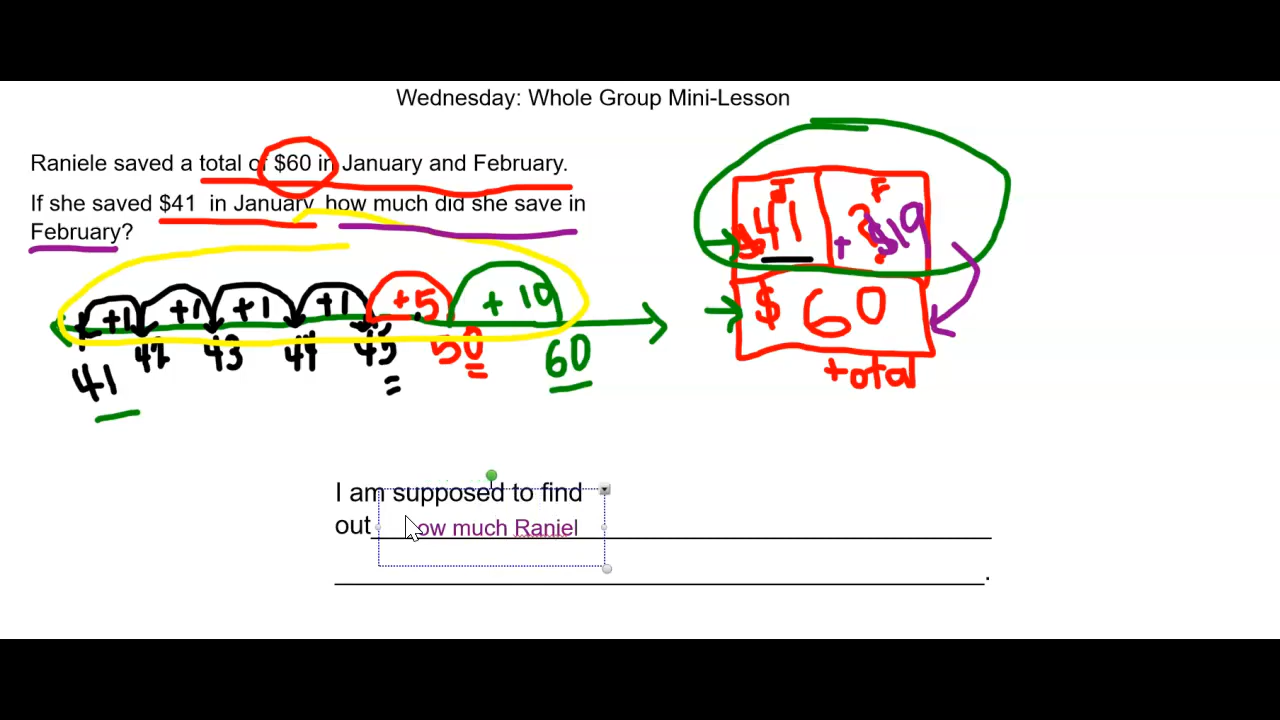 Wednesday: Whole Group Mini-Lesson
Raniele saved a total of $60 in January and February.
If she saved $41 in January, how much did she save in
February?
+1 +1 +1 +1 +5 + 10
41 42 43 44 45 50 60
J F
$41 ? + $19
$ 60
total
I am supposed to find
out how much Raniel
.